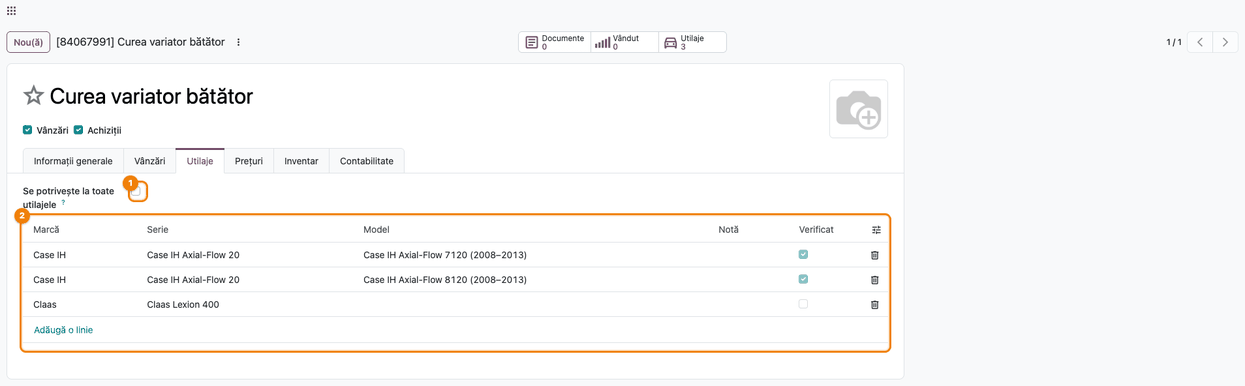 Nou(ă) [84067991] Curea variator bătător Documente 0 Vândut 0 Utilaje 3 1 / 1
Curea variator bătător
Vânzări Achiziții
Informații generale Vânzări Utilaje Prețuri Inventar Contabilitate
Se potrivește la toate utilajele ? 1
2
Marcă Serie Model Notă Verificat
Case IH Case IH Axial-Flow 20 Case IH Axial-Flow 7120 (2008–2013)
Case IH Case IH Axial-Flow 20 Case IH Axial-Flow 8120 (2008–2013)
Claas Claas Lexion 400
Adăugă o linie